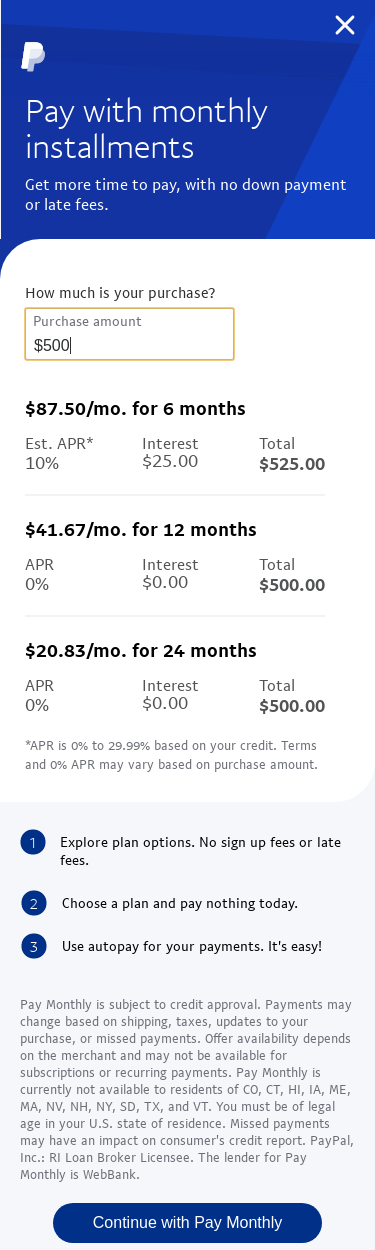 Pay with monthly
installments
Get more time to pay, with no down payment
or late fees.
How much is your purchase?
Purchase amount
$500
$87.50/mo. for 6 months
Est. APR* Interest Total
10% $25.00 $525.00
$41.67/mo. for 12 months
APR Interest Total
0% $0.00 $500.00
$20.83/mo. for 24 months
APR Interest Total
0% $0.00 $500.00
*APR is 0% to 29.99% based on your credit. Terms
and 0% APR may vary based on purchase amount.
1 Explore plan options. No sign up fees or late
fees.
2 Choose a plan and pay nothing today.
3 Use autopay for your payments. It's easy!
Pay Monthly is subject to credit approval. Payments may
change based on shipping, taxes, updates to your
purchase, or missed payments. Offer availability depends
on the merchant and may not be available for
subscriptions or recurring payments. Pay Monthly is
currently not available to residents of CO, CT, HI, IA, ME,
MA, NV, NH, NY, SD, TX, and VT. You must be of legal
age in your U.S. state of residence. Missed payments
may have an impact on consumer's credit report. PayPal,
Inc.: RI Loan Broker Licensee. The lender for Pay
Monthly is WebBank.
Continue with Pay Monthly